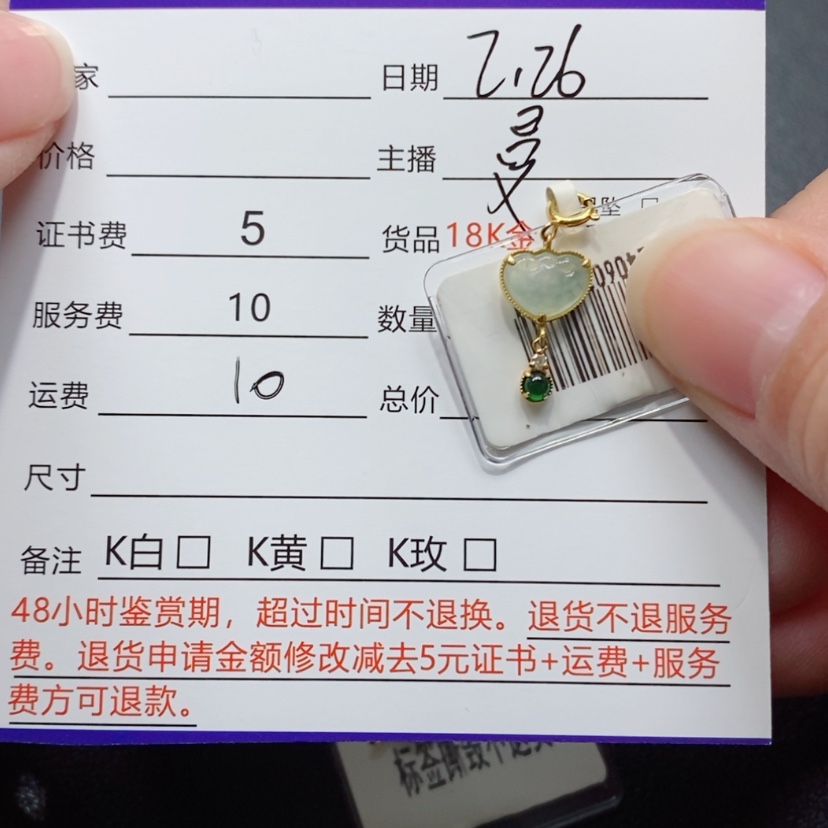 家 日期 2.26
价格 主播 曼
证书费 5 货品 18K金
服务费 10 数量
运费 10 总价
尺寸
备注 K白□ K黄□ K玫□
48小时鉴赏期，超过时间不退换。退货不退服务
费。退货申请金额修改减去5元证书+运费+服务
费方可退款。